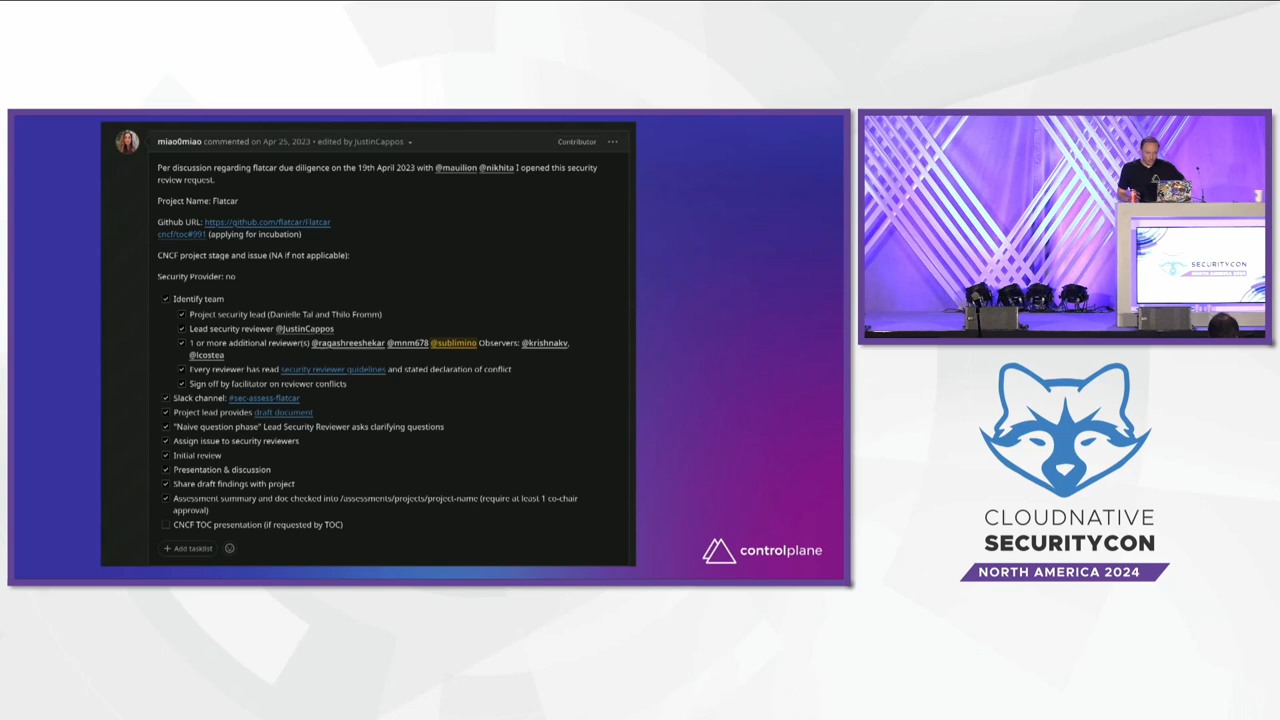 miao0miao commented on Apr 25, 2023 • edited by JustinCappos
Contributor
Per discussion regarding flatcar due diligence on the 19th April 2023 with @mauilion @nikhita I opened this security
review request.
Project Name: Flatcar
Github URL: https://github.com/flatcar/Flatcar
cncf/toc#991 (applying for incubation)
CNCF project stage and issue (NA if not applicable):
Security Provider: no
Identify team
Project security lead (Danielle Tal and Thilo Fromm)
Lead security reviewer @JustinCappos
1 or more additional reviewer(s) @ragashreeshekar @mnm678 @sublimino Observers: @krishnakv,
@lcostea
Every reviewer has read security reviewer guidelines and stated declaration of conflict
Sign off by facilitator on reviewer conflicts
Slack channel: #sec-assess-flatcar
Project lead provides draft document
"Naive question phase" Lead Security Reviewer asks clarifying questions
Assign issue to security reviewers
Initial review
Presentation & discussion
Share draft findings with project
Assessment summary and doc checked into /assessments/projects/project-name (require at least 1 co-chair
approval)
CNCF TOC presentation (if requested by TOC)
+ Add tasklist
controlplane
SECURITYCON
NORTH AMERICA 2024
CLOUDNATIVE
SECURITYCON
NORTH AMERICA 2024